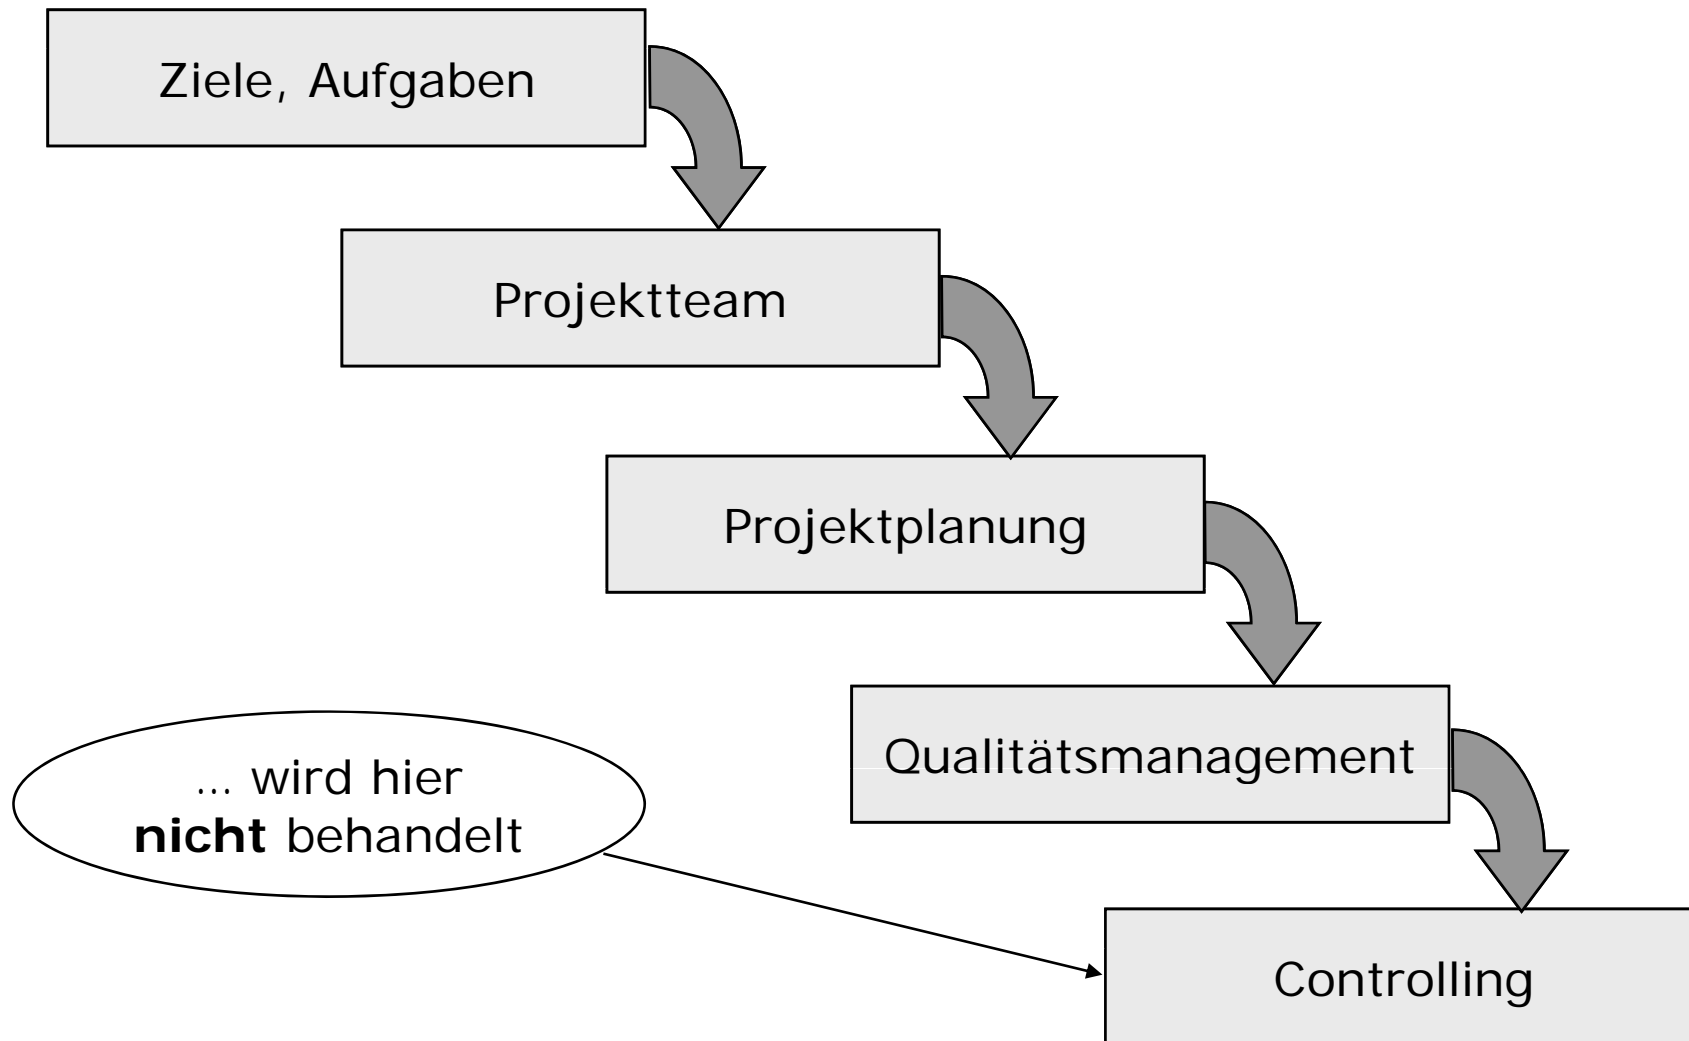 Ziele, Aufgaben
Projektteam
Projektplanung
Qualitätsmanagement
... wird hier
nicht behandelt
Controlling